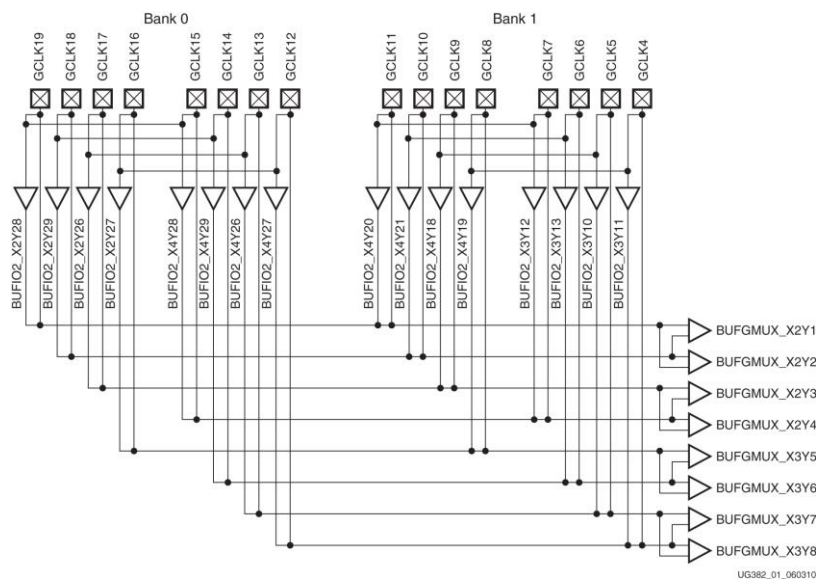 Bank 0
Bank 1
GCLK19
GCLK18
GCLK17
GCLK16
GCLK15
GCLK14
GCLK13
GCLK12
GCLK11
GCLK10
GCLK9
GCLK8
GCLK7
GCLK6
GCLK5
GCLK4
BUFIO2_X2Y28
BUFIO2_X2Y29
BUFIO2_X2Y26
BUFIO2_X2Y27
BUFIO2_X4Y28
BUFIO2_X4Y29
BUFIO2_X4Y26
BUFIO2_X4Y27
BUFIO2_X4Y20
BUFIO2_X4Y21
BUFIO2_X4Y18
BUFIO2_X4Y19
BUFIO2_X3Y12
BUFIO2_X3Y13
BUFIO2_X3Y10
BUFIO2_X3Y11
BUFGMUX_X2Y1
BUFGMUX_X2Y2
BUFGMUX_X2Y3
BUFGMUX_X2Y4
BUFGMUX_X3Y5
BUFGMUX_X3Y6
BUFGMUX_X3Y7
BUFGMUX_X3Y8
UG382_01_060310